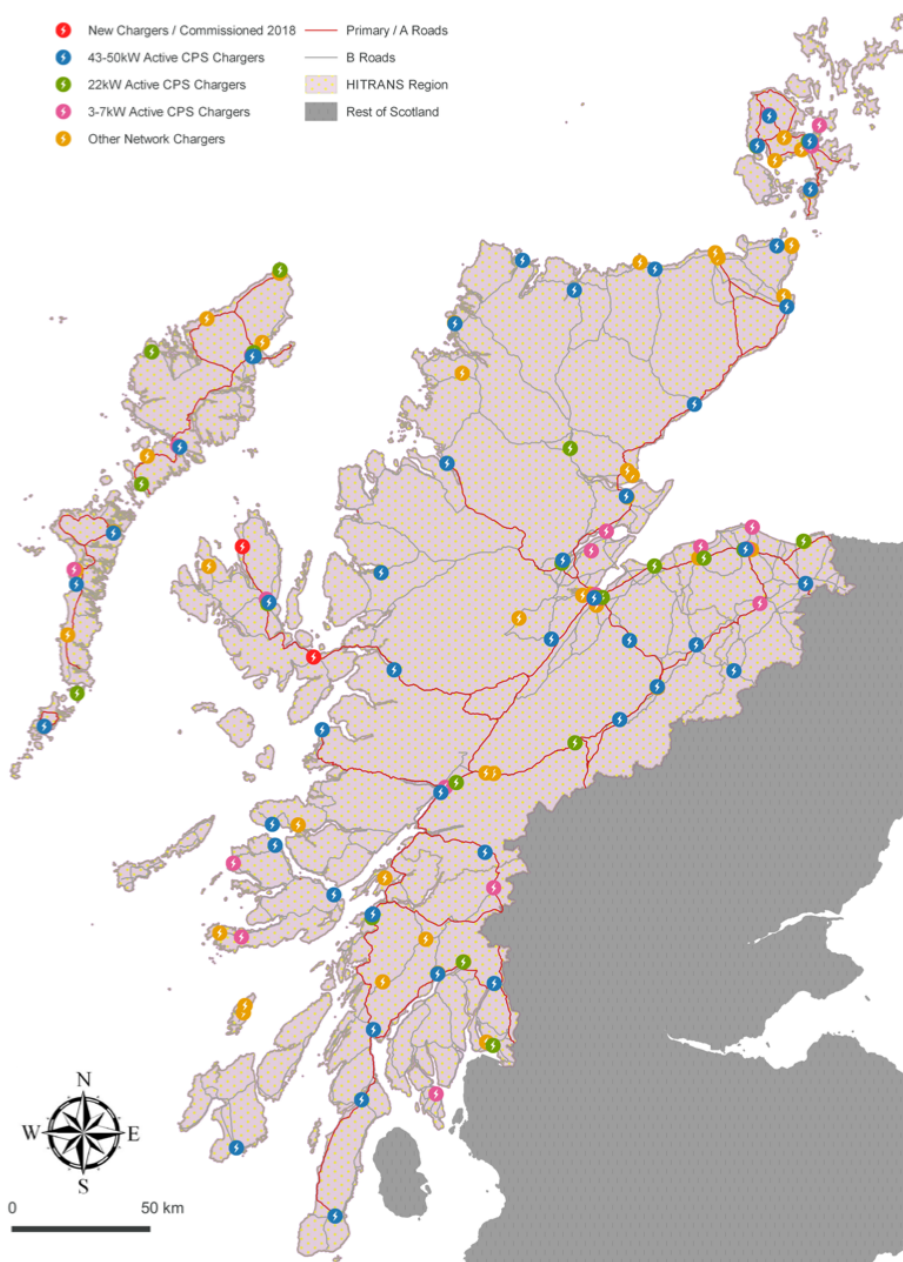 New Chargers / Commissioned 2018
43-50kW Active CPS Chargers
22kW Active CPS Chargers
3-7kW Active CPS Chargers
Other Network Chargers
Primary / A Roads
B Roads
HITRANS Region
Rest of Scotland
N
W E
S
0 50 km